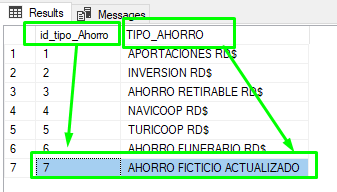 Results Messages
id_tipo_Ahorro TIPO_AHORRO
1 1 APORTACIONES RD$
2 2 INVERSION RD$
3 3 AHORRO RETIRABLE RD$
4 4 NAVICOOP RD$
5 5 TURICOOP RD$
6 6 AHORRO FUNERARIO RD$
7 7 AHORRO FICTICIO ACTUALIZADO